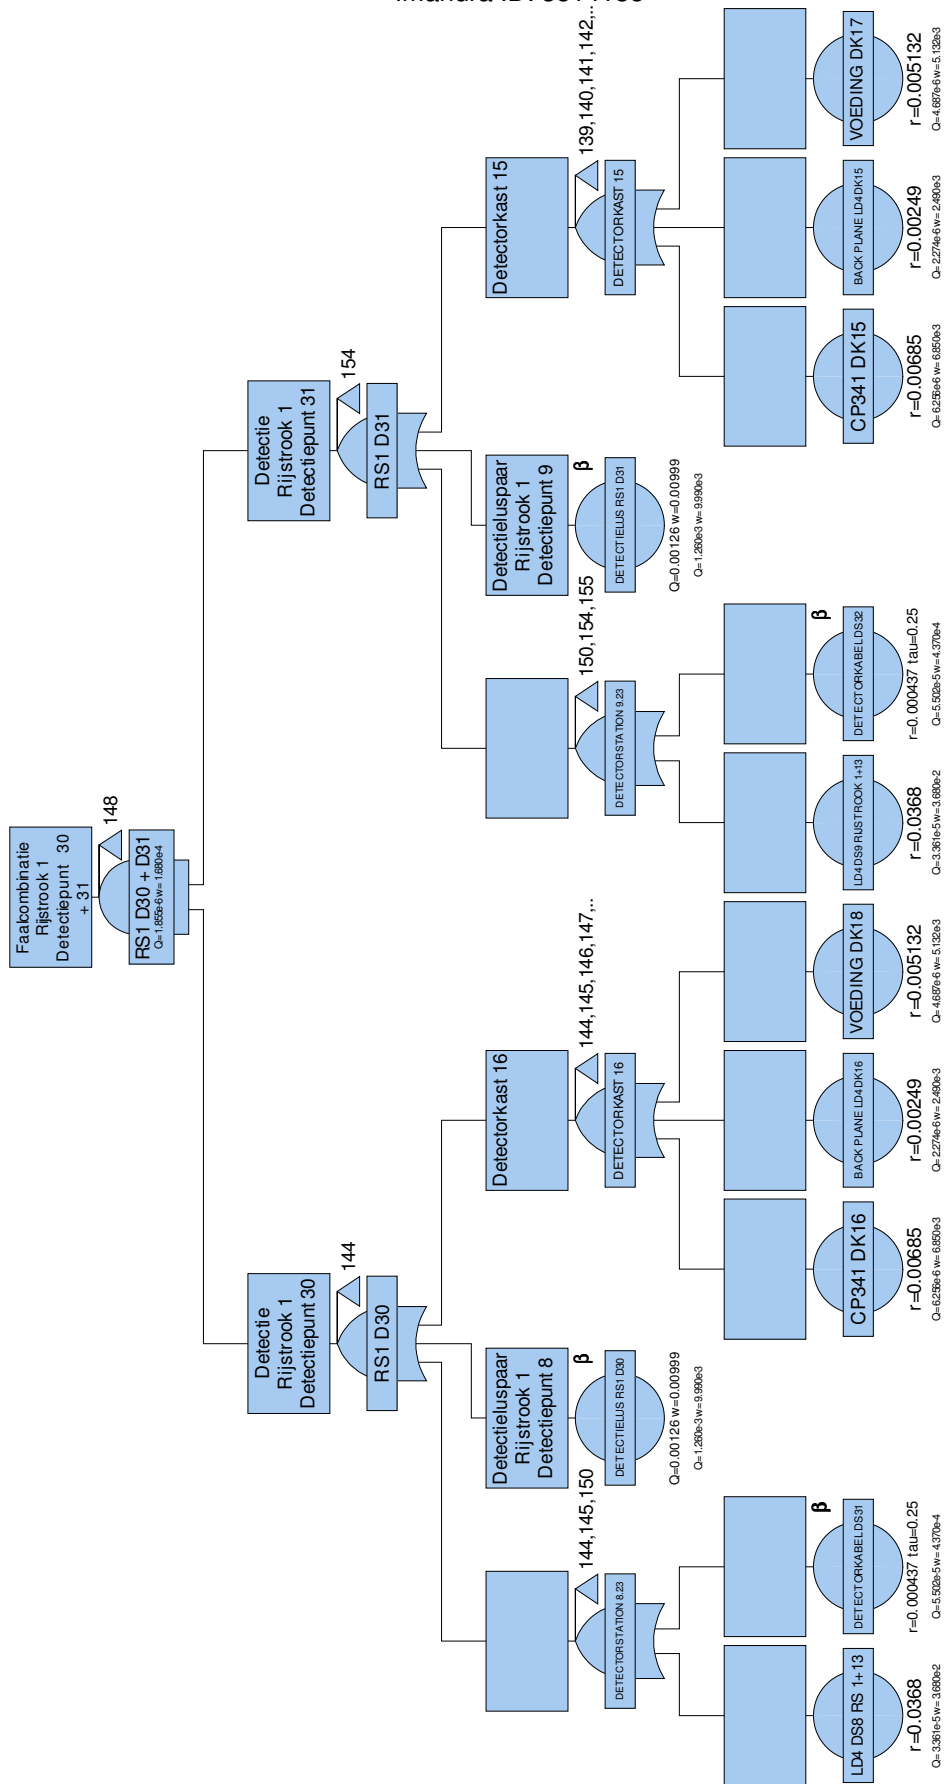 Faalcombinatie
Rijstrook 1
Detectiepunt 30
+ 31
148
RS1 D30 + D31
Q=1.855e-6 w=1.680e-4
Detectie
Rijstrook 1
Detectiepunt 30
144
RS1 D30
Detectie
Rijstrook 1
Detectiepunt 31
154
RS1 D31
144,145,150
DETECTORSTATION 8.23
Detectieluspaar
Rijstrook 1
Detectiepunt 8
β
DETECTIELUS RS1 D30
Q=0.00126 w=0.00999
Q=1.260e-3 w=9.990e-3
Detectorkast 16
144,145,146,147,..
DETECTORKAST 16
150,154,155
DETECTORSTATION 9.23
Detectieluspaar
Rijstrook 1
Detectiepunt 9
β
DETECTIELUS RS1 D31
Q=0.00126 w=0.00999
Q=1.260e-3 w=9.990e-3
Detectorkast 15
139,140,141,142,..
DETECTORKAST 15
LD4 DS8 RS 1+13
r=0.0368
Q=3.361e-5 w=3.680e-2
β
DETECTORKABEL DS31
r=0.000437 tau=0.25
Q=5.502e-5 w=4.370e-4
CP341 DK16
r=0.00685
Q=6.256e-6 w=6.850e-3
BACK PLANE LD4 DK16
r=0.00249
Q=2.274e-6 w=2.490e-3
VOEDING DK18
r=0.005132
Q=4.687e-6 w=5.132e-3
LD4 DS9 RIJSTROOK 1+13
r=0.0368
Q=3.361e-5 w=3.680e-2
β
DETECTORKABEL DS32
r=0.000437 tau=0.25
Q=5.502e-5 w=4.370e-4
CP341 DK15
r=0.00685
Q=6.256e-6 w=6.850e-3
BACK PLANE LD4 DK15
r=0.00249
Q=2.274e-6 w=2.490e-3
VOEDING DK17
r=0.005132
Q=4.687e-6 w=5.132e-3